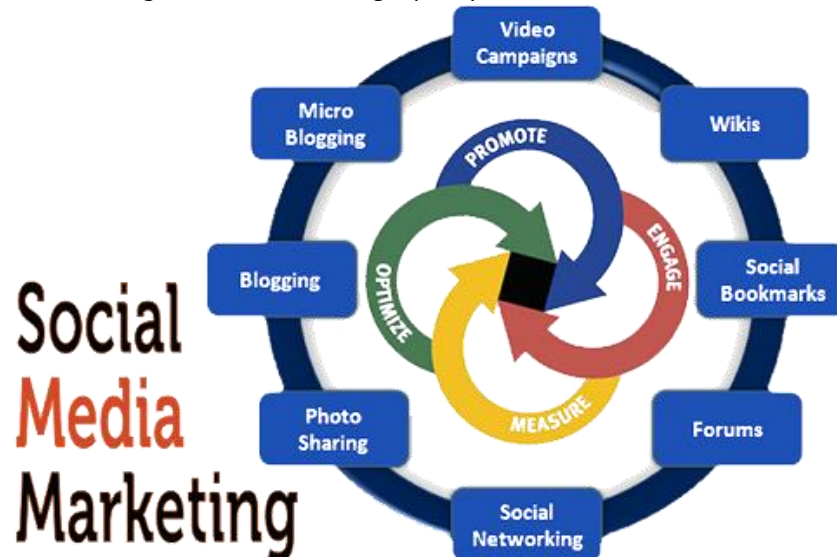 Video
Campaigns
Micro
Blogging
Wikis
PROMOTE
ENGAGE
Blogging
OPTIMIZE
Social
Bookmarks
Social
Media
Marketing
Photo
Sharing
MEASURE
Forums
Social
Networking